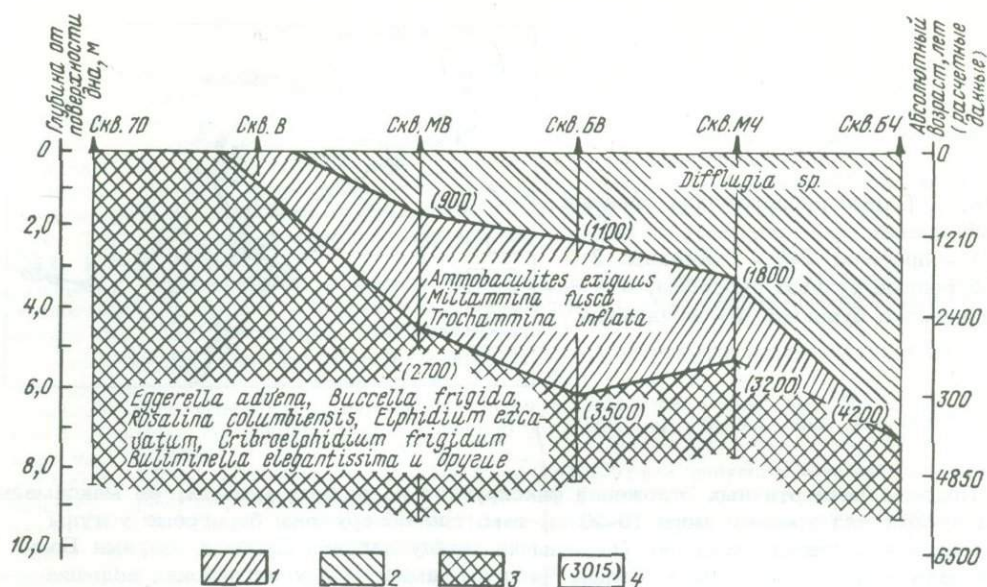 Глубина от
поверхности
дна, м
Скв. 7D
Скв. В
Скв. МВ
Скв. БВ
Скв. МЧ
Скв. БЧ
Абсолютный
возраст, лет
(расчетные
данные)
0
2,0
4,0
6,0
8,0
10,0
0
1210
2400
300
4850
6500
Difflugia sp.
(900)
(1100)
(1800)
Ammobaculites exiguus
Miliammina fusca
Trochammina inflata
(2700)
(3500)
(3200)
(4200)
Eggerella advena, Buccella frigida,
Rosalina columbiensis, Elphidium exca-
vatum, Cribroelphidium frigidum
Buliminella elegantissima и другие
1
2
3
(3015) 4